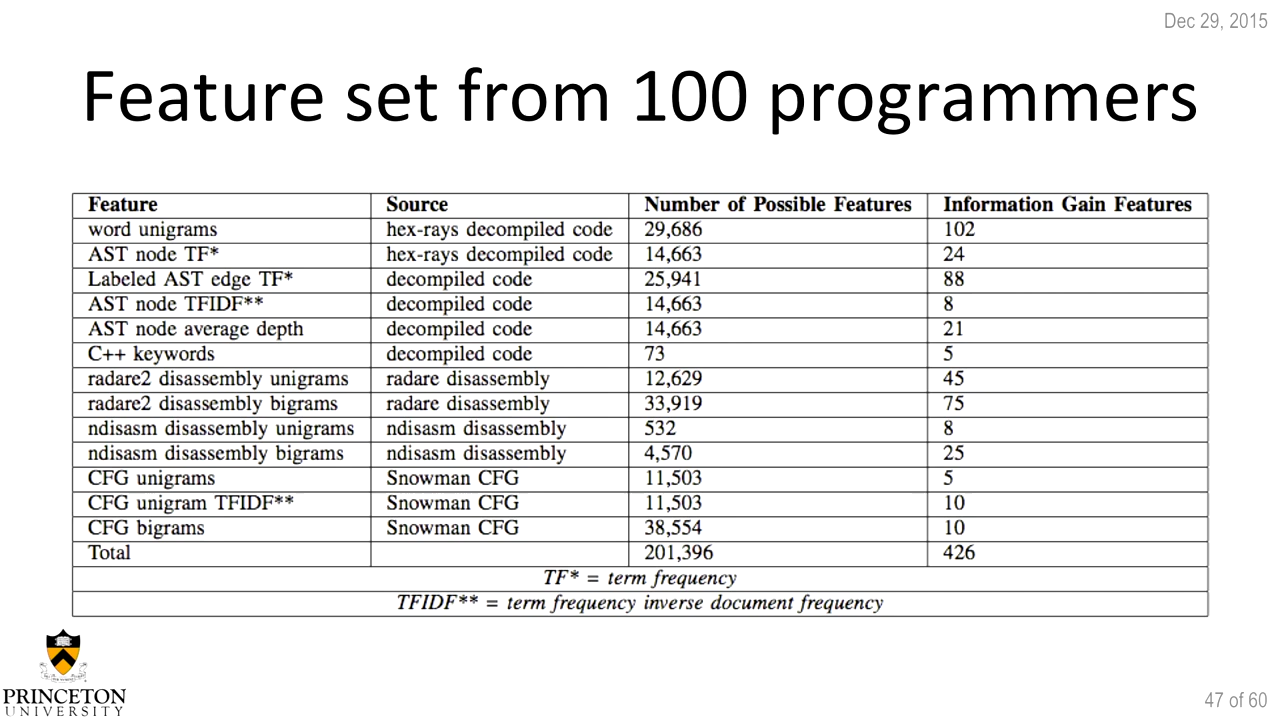 Dec 29, 2015
Feature set from 100 programmers
Feature Source Number of Possible Features Information Gain Features
word unigrams hex-rays decompiled code 29,686 102
AST node TF* hex-rays decompiled code 14,663 24
Labeled AST edge TF* decompiled code 25,941 88
AST node TFIDF** decompiled code 14,663 8
AST node average depth decompiled code 14,663 21
C++ keywords decompiled code 73 5
radare2 disassembly unigrams radare disassembly 12,629 45
radare2 disassembly bigrams radare disassembly 33,919 75
ndisasm disassembly unigrams ndisasm disassembly 532 8
ndisasm disassembly bigrams ndisasm disassembly 4,570 25
CFG unigrams Snowman CFG 11,503 5
CFG unigram TFIDF** Snowman CFG 11,503 10
CFG bigrams Snowman CFG 38,554 10
Total 201,396 426
TF* = term frequency
TFIDF** = term frequency inverse document frequency
PRINCETON
UNIVERSITY
47 of 60